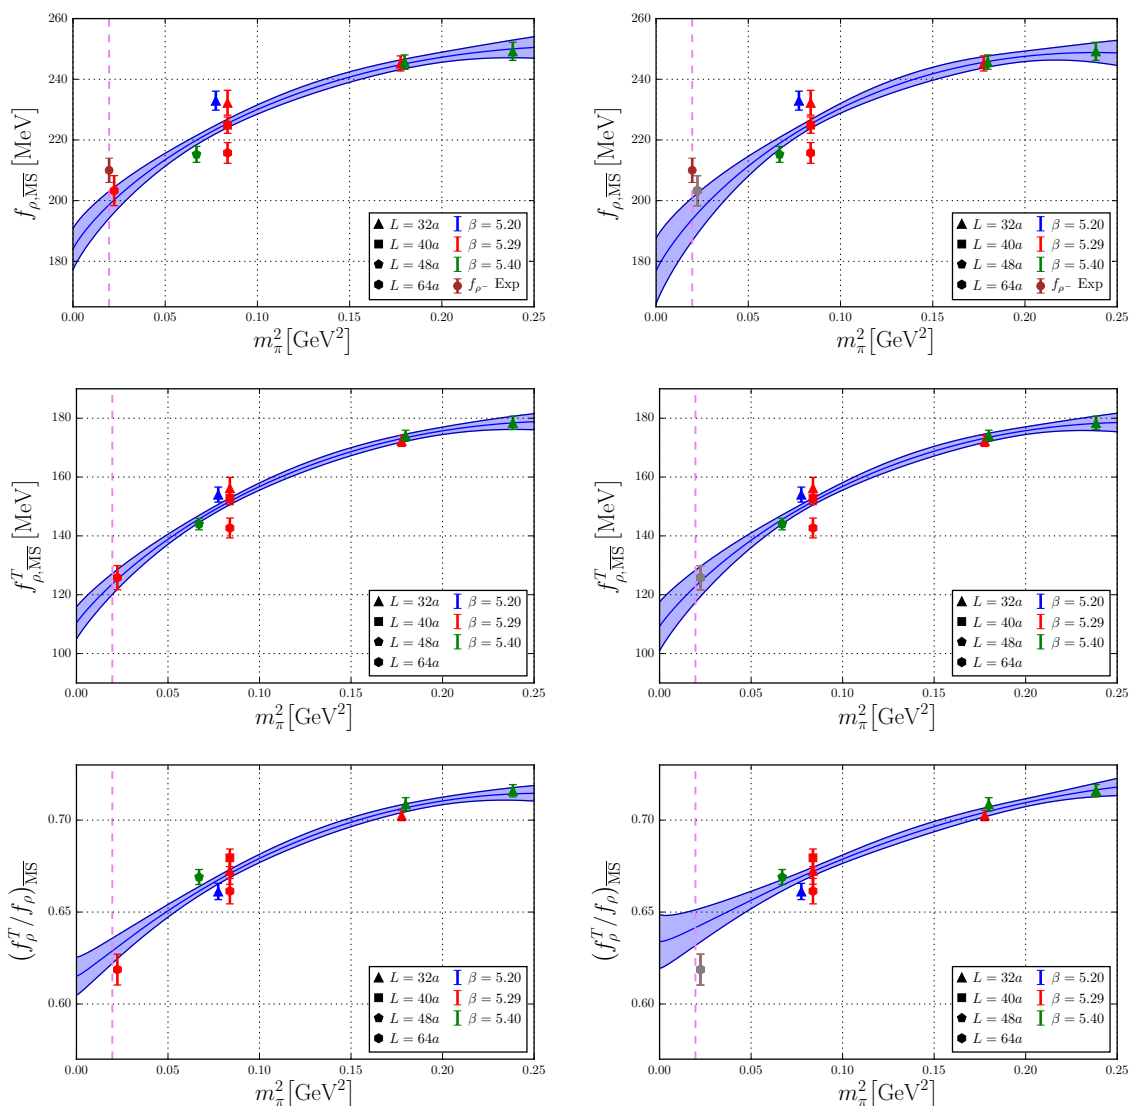 260
240
220
200
180
0.00 0.05 0.10 0.15 0.20 0.25
f_{ρ,\overline{MS}} [MeV]
m_π^2 [GeV^2]
L = 32a β = 5.20
L = 40a β = 5.29
L = 48a β = 5.40
L = 64a f_{ρ^-} Exp
260
240
220
200
180
0.00 0.05 0.10 0.15 0.20 0.25
f_{ρ,\overline{MS}} [MeV]
m_π^2 [GeV^2]
L = 32a β = 5.20
L = 40a β = 5.29
L = 48a β = 5.40
L = 64a f_{ρ^-} Exp
180
160
140
120
100
0.00 0.05 0.10 0.15 0.20 0.25
f^T_{ρ,\overline{MS}} [MeV]
m_π^2 [GeV^2]
L = 32a β = 5.20
L = 40a β = 5.29
L = 48a β = 5.40
L = 64a
180
160
140
120
100
0.00 0.05 0.10 0.15 0.20 0.25
f^T_{ρ,\overline{MS}} [MeV]
m_π^2 [GeV^2]
L = 32a β = 5.20
L = 40a β = 5.29
L = 48a β = 5.40
L = 64a
0.70
0.65
0.60
0.00 0.05 0.10 0.15 0.20 0.25
(f_ρ^T/f_ρ)_{\overline{MS}}
m_π^2 [GeV^2]
L = 32a β = 5.20
L = 40a β = 5.29
L = 48a β = 5.40
L = 64a
0.70
0.65
0.60
0.00 0.05 0.10 0.15 0.20 0.25
(f_ρ^T/f_ρ)_{\overline{MS}}
m_π^2 [GeV^2]
L = 32a β = 5.20
L = 40a β = 5.29
L = 48a β = 5.40
L = 64a